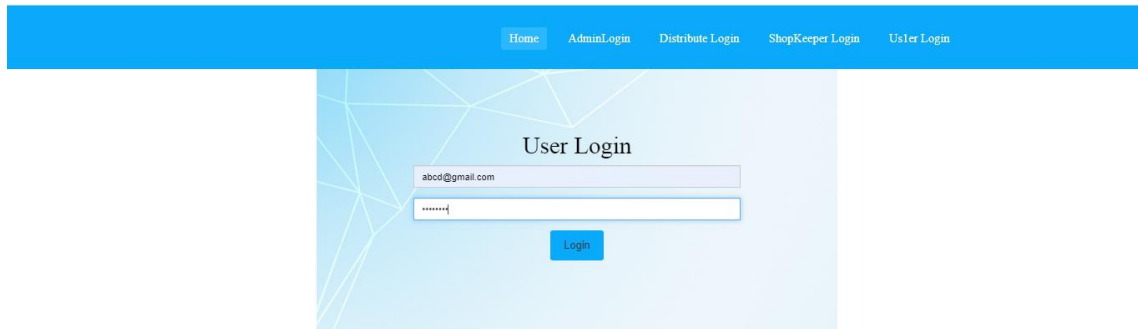 Home AdminLogin Distribute Login ShopKeeper Login Us1er Login
User Login
abcd@gmail.com
••••••••
Login